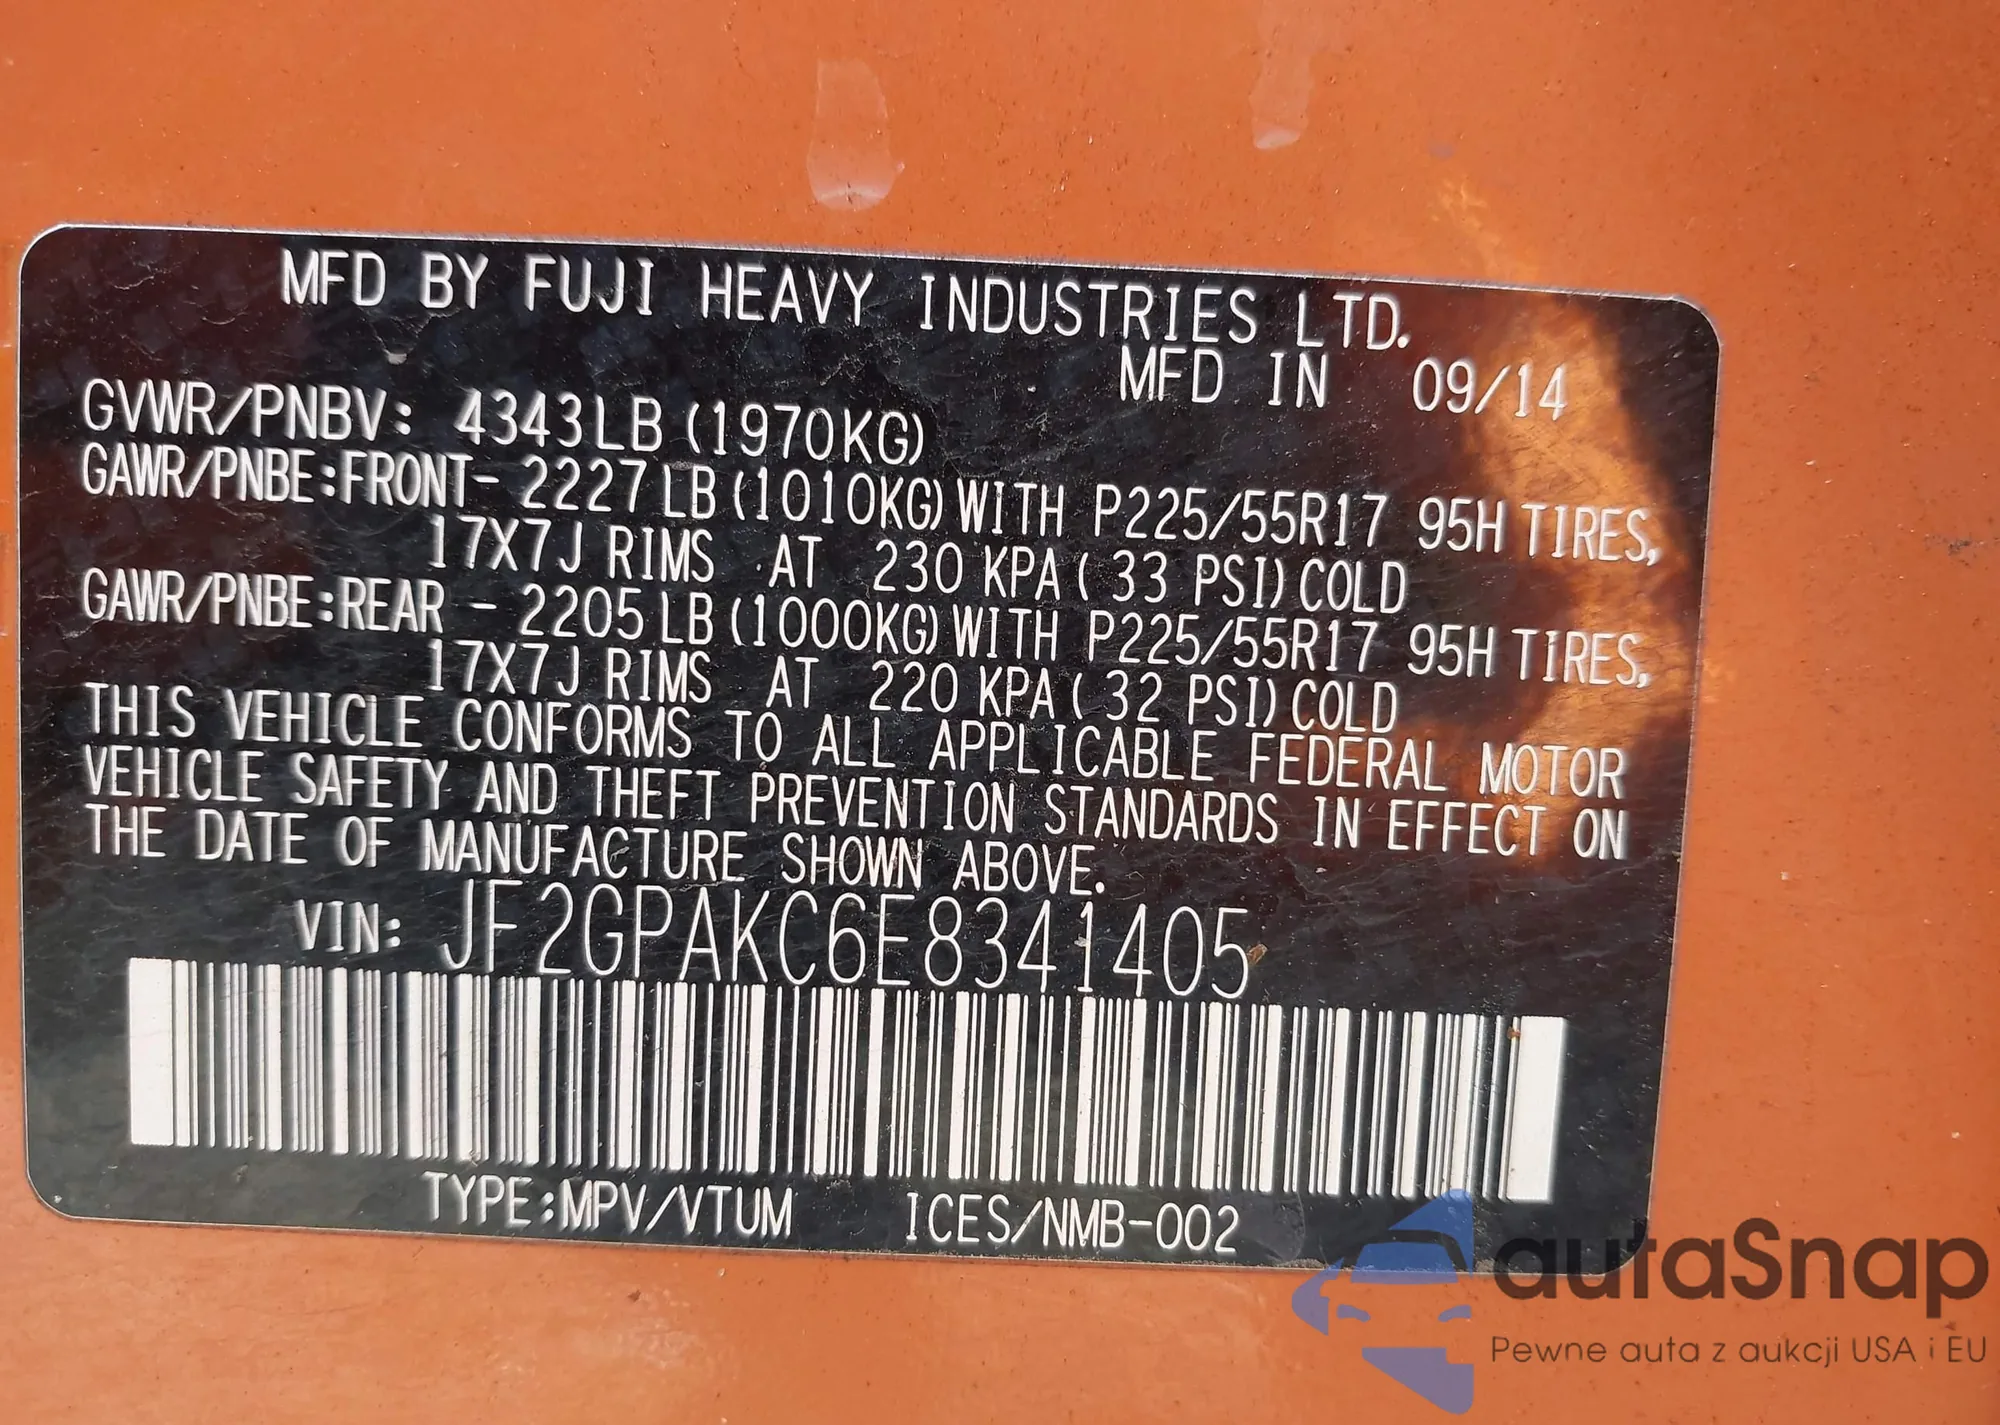 MFD BY FUJI HEAVY INDUSTRIES LTD.
MFD IN 09/14
GVWR/PNBV: 4343LB (1970KG)
GAWR/PNBE:FRONT- 2227LB (1010KG) WITH P225/55R17 95H TIRES,
17X7J RIMS AT 230 KPA ( 33 PSI) COLD
GAWR/PNBE:REAR - 2205LB (1000KG) WITH P225/55R17 95H TIRES,
17X7J RIMS AT 220 KPA ( 32 PSI) COLD
THIS VEHICLE CONFORMS TO ALL APPLICABLE FEDERAL MOTOR
VEHICLE SAFETY AND THEFT PREVENTION STANDARDS IN EFFECT ON
THE DATE OF MANUFACTURE SHOWN ABOVE.
VIN: JF2GPAKC6E8341405
TYPE:MPV/VTUM ICES/NMB-002
autaSnap
Pewne auta z aukcji USA i EU